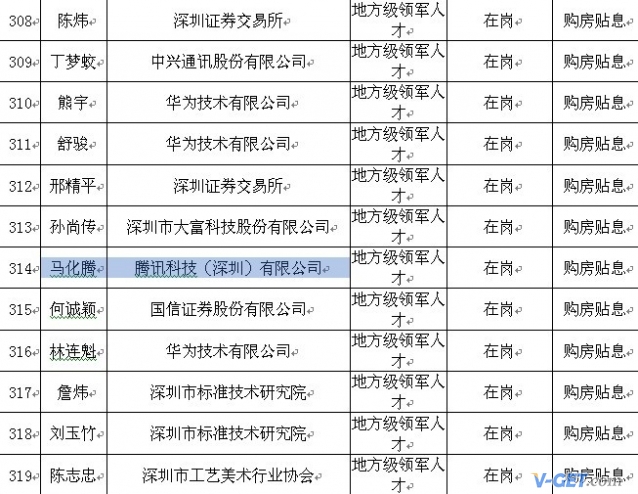 308 陈炜 深圳证券交易所 地方级领军人才 在岗 购房贴息
309 丁梦蛟 中兴通讯股份有限公司 地方级领军人才 在岗 购房贴息
310 熊宇 华为技术有限公司 地方级领军人才 在岗 购房贴息
311 舒骏 华为技术有限公司 地方级领军人才 在岗 购房贴息
312 邢精平 深圳证券交易所 地方级领军人才 在岗 购房贴息
313 孙尚传 深圳市大富科技股份有限公司 地方级领军人才 在岗 购房贴息
314 马化腾 腾讯科技（深圳）有限公司 地方级领军人才 在岗 购房贴息
315 何诚颖 国信证券股份有限公司 地方级领军人才 在岗 购房贴息
316 林连魁 华为技术有限公司 地方级领军人才 在岗 购房贴息
317 詹炜 深圳市标准技术研究院 地方级领军人才 在岗 购房贴息
318 刘玉竹 深圳市标准技术研究院 地方级领军人才 在岗 购房贴息
319 陈志忠 深圳市工艺美术行业协会 地方级领军人才 在岗 购房贴息
V-GET.com